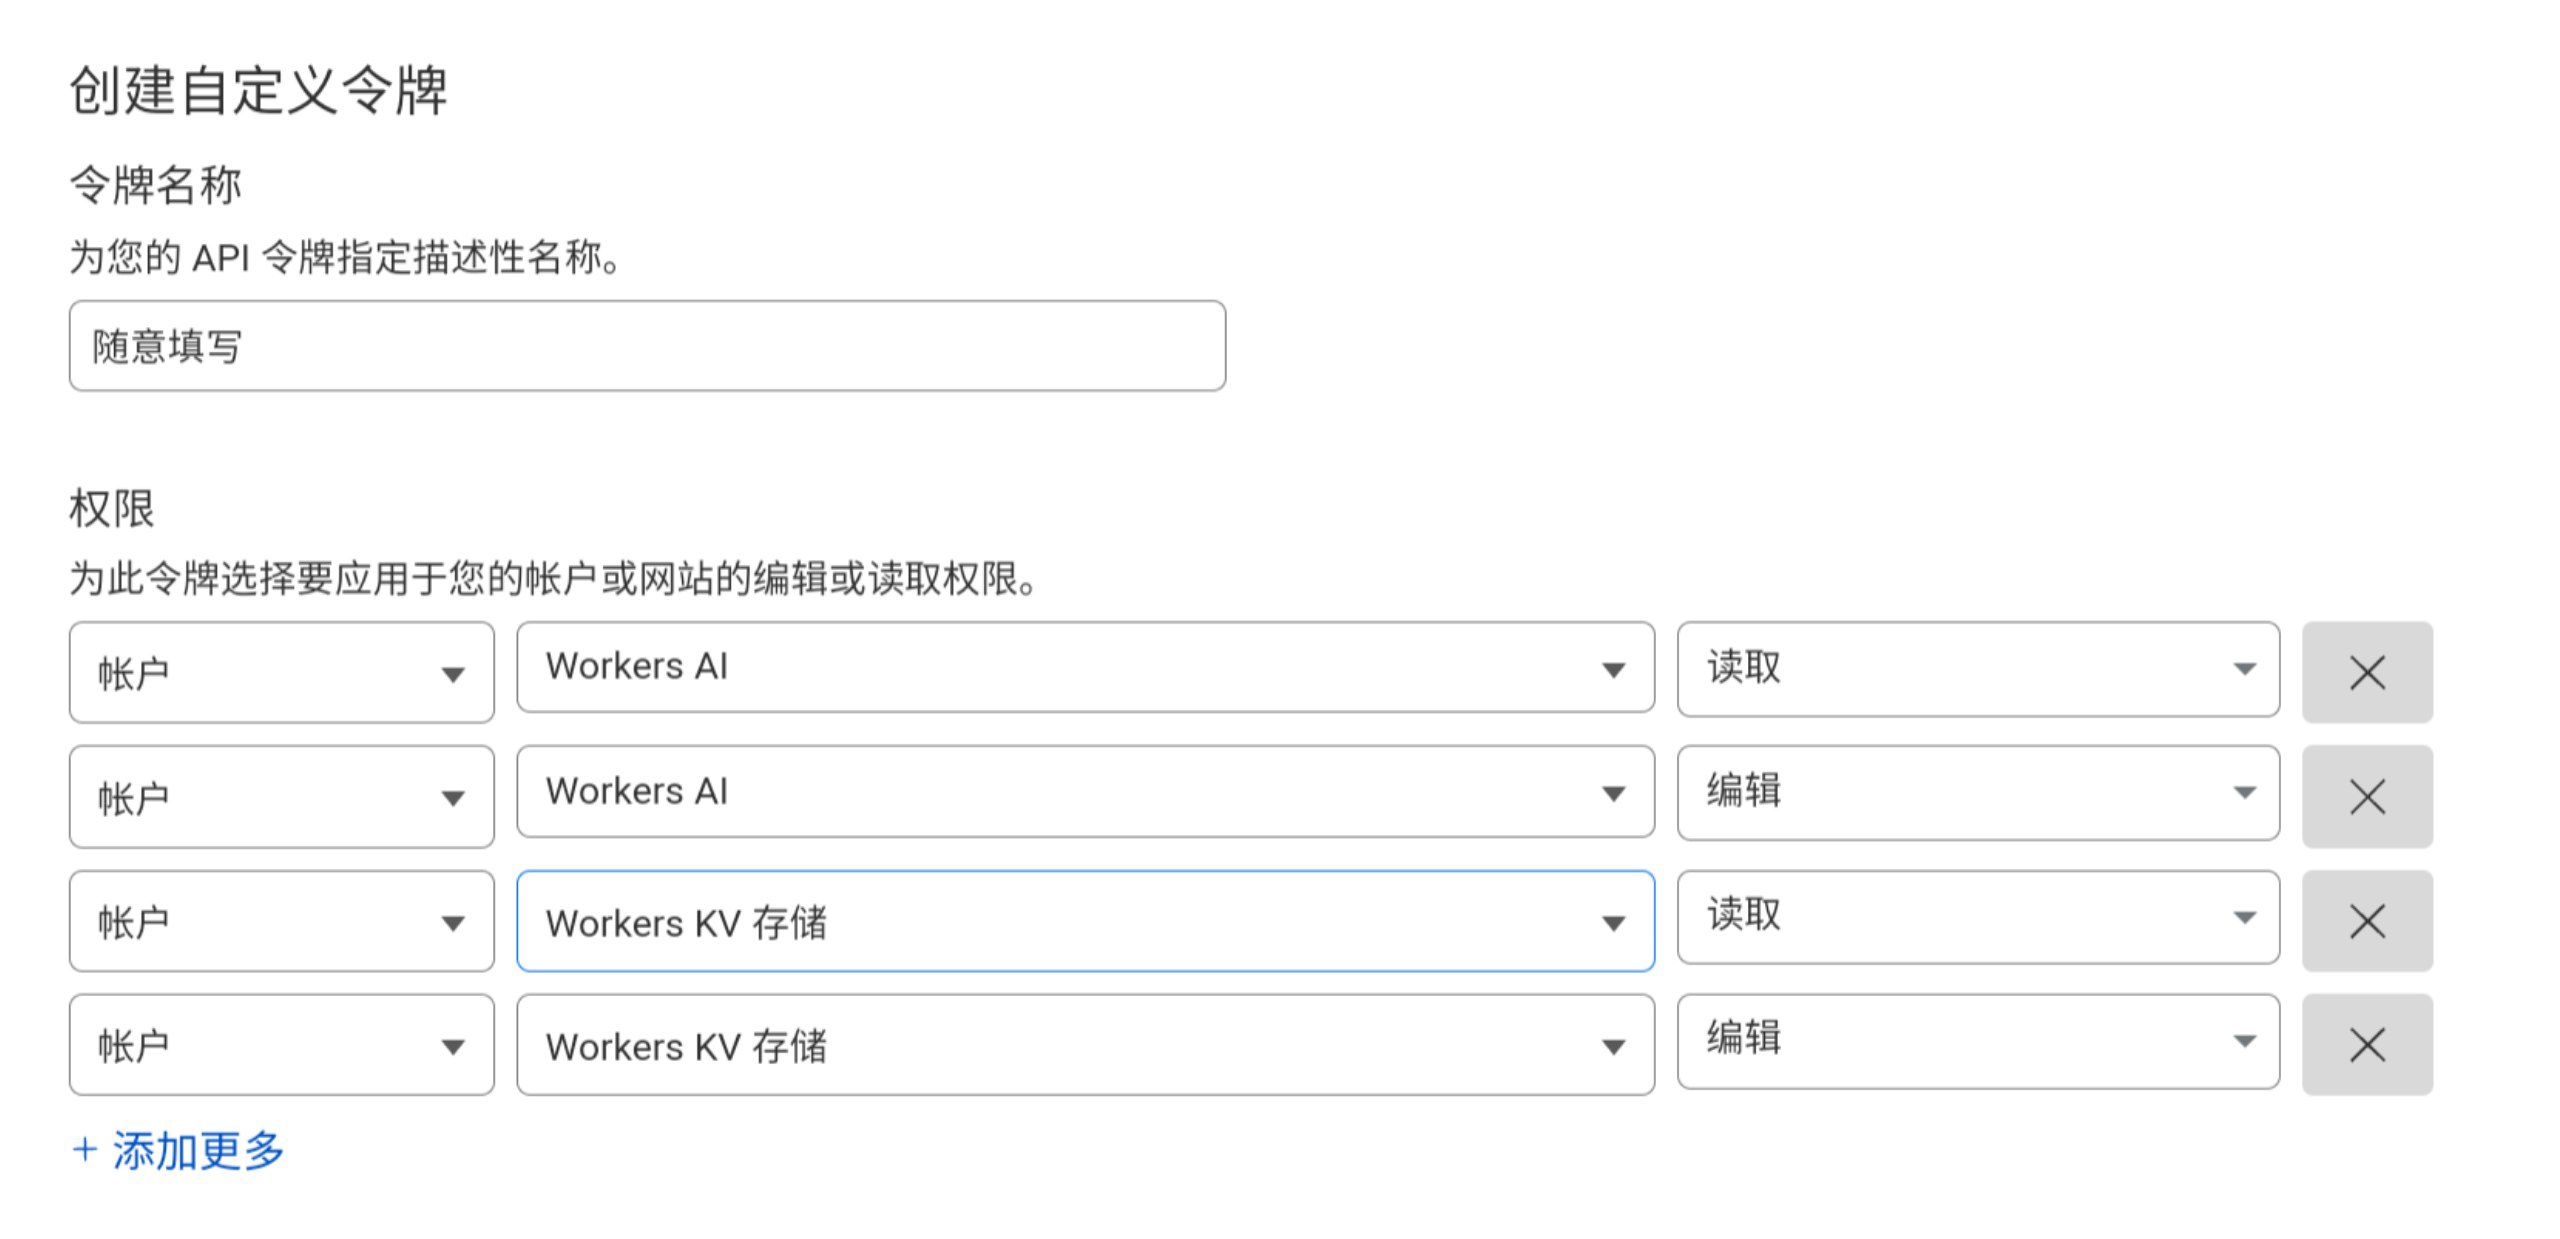 创建自定义令牌
令牌名称
为您的 API 令牌指定描述性名称。
随意填写
权限
为此令牌选择要应用于您的帐户或网站的编辑或读取权限。
帐户 Workers AI 读取
帐户 Workers AI 编辑
帐户 Workers KV 存储 读取
帐户 Workers KV 存储 编辑
+ 添加更多